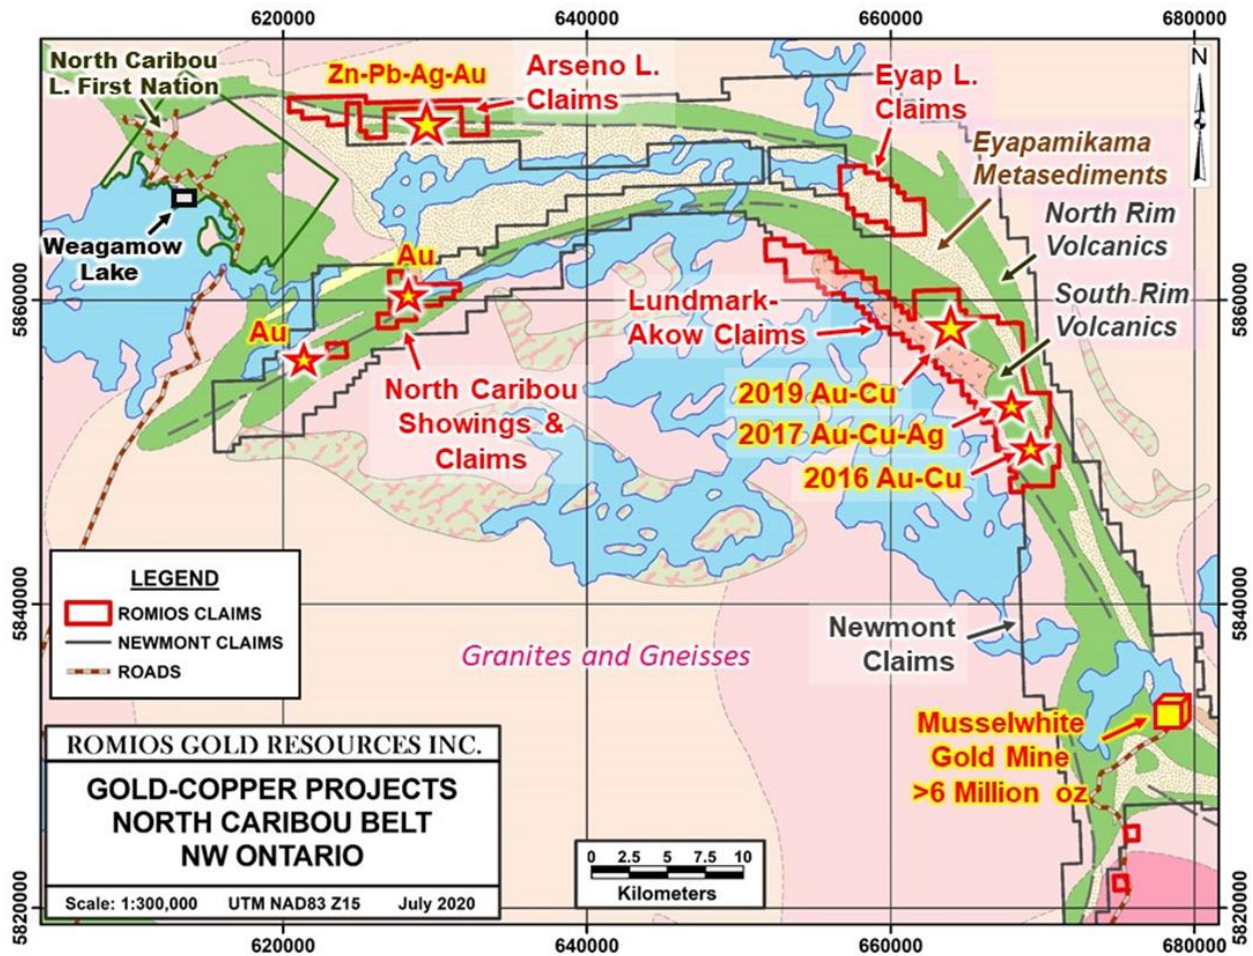 620000
640000
660000
680000
North Caribou
L. First Nation
Zn-Pb-Ag-Au
Arseno L.
Claims
Eyap L.
Claims
N
Eyapamikama
Metasediments
North Rim
Volcanics
Weagamow
Lake
Au
Au
5860000
5860000
Lundmark-
Akow Claims
South Rim
Volcanics
North Caribou
Showings &
Claims
2019 Au-Cu
2017 Au-Cu-Ag
2016 Au-Cu
LEGEND
ROMIOS CLAIMS
NEWMONT CLAIMS
ROADS
5840000
5840000
Granites and Gneisses
Newmont
Claims
Musselwhite
Gold Mine
>6 Million oz
ROMIOS GOLD RESOURCES INC.
GOLD-COPPER PROJECTS
NORTH CARIBOU BELT
NW ONTARIO
Scale: 1:300,000 UTM NAD83 Z15 July 2020
0 2.5 5 7.5 10
Kilometers
5820000
5820000
620000
640000
660000
680000